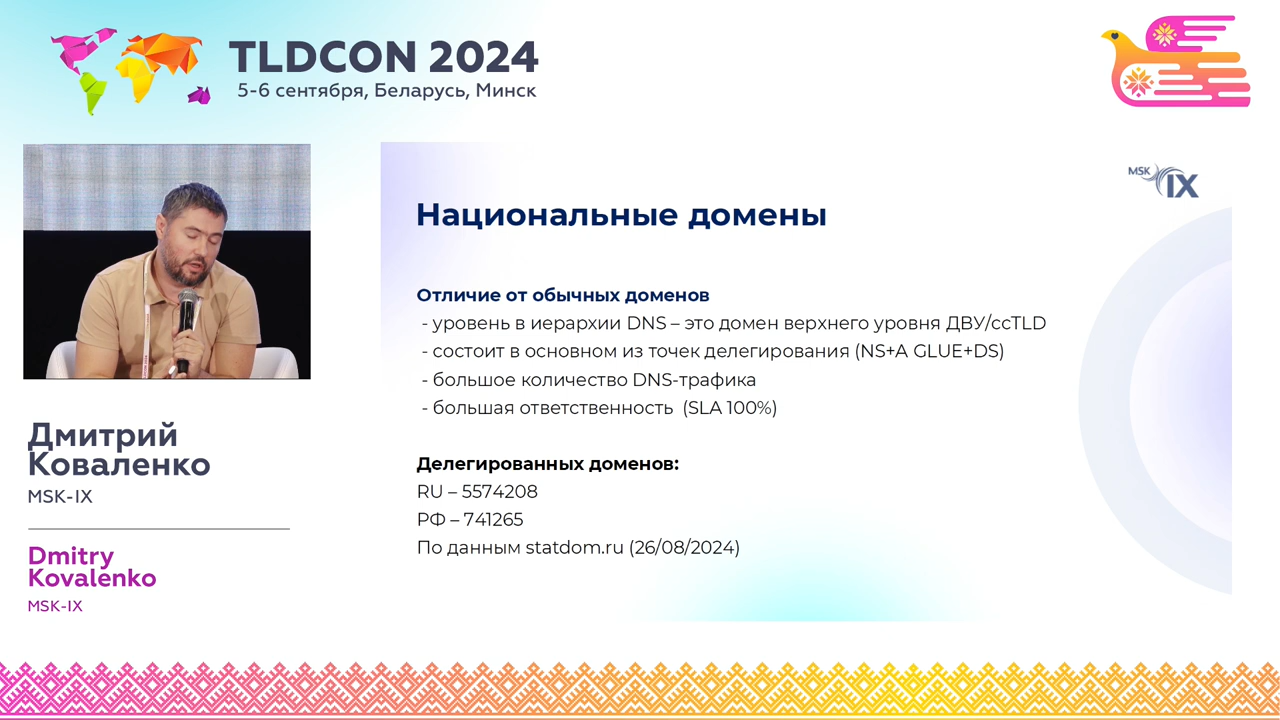 TLDCON 2024
5-6 сентября, Беларусь, Минск
MSK IX
Национальные домены
Отличие от обычных доменов
- уровень в иерархии DNS – это домен верхнего уровня ДВУ/ccTLD
- состоит в основном из точек делегирования (NS+A GLUE+DS)
- большое количество DNS-трафика
- большая ответственность (SLA 100%)
Делегированных доменов:
RU – 5574208
РФ – 741265
По данным statdom.ru (26/08/2024)
Дмитрий
Коваленко
MSK-IX
Dmitry
Kovalenko
MSK-IX